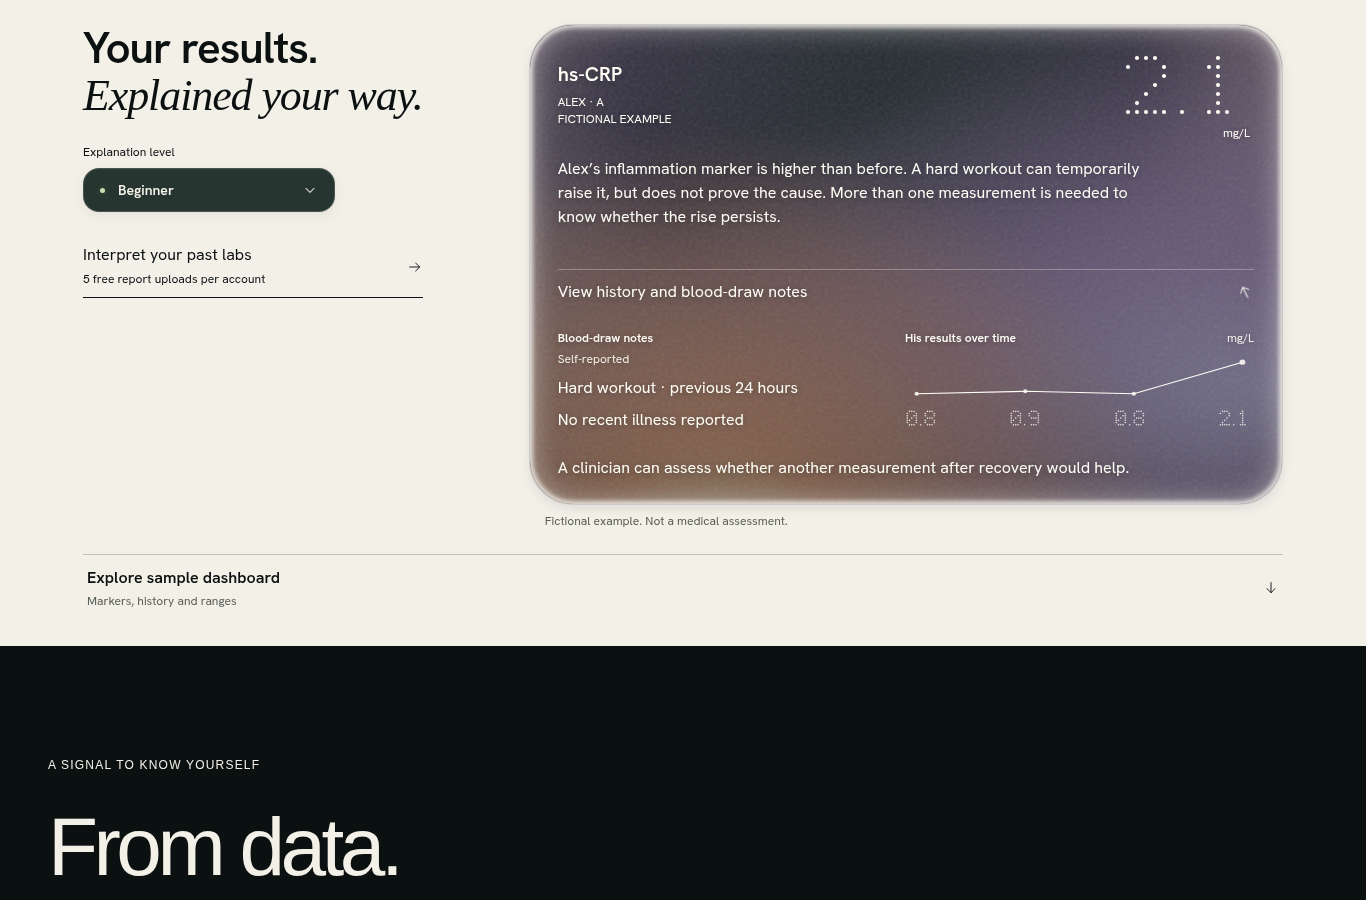 Your results.
Explained your way.
Explanation level
Beginner
Interpret your past labs
5 free report uploads per account
hs-CRP
ALEX · A
FICTIONAL EXAMPLE
2.1
mg/L
Alex’s inflammation marker is higher than before. A hard workout can temporarily
raise it, but does not prove the cause. More than one measurement is needed to
know whether the rise persists.
View history and blood-draw notes
Blood-draw notes
Self-reported
Hard workout · previous 24 hours
No recent illness reported
His results over time
mg/L
0.8 0.9 0.8 2.1
A clinician can assess whether another measurement after recovery would help.
Fictional example. Not a medical assessment.
Explore sample dashboard
Markers, history and ranges
A SIGNAL TO KNOW YOURSELF
From data.